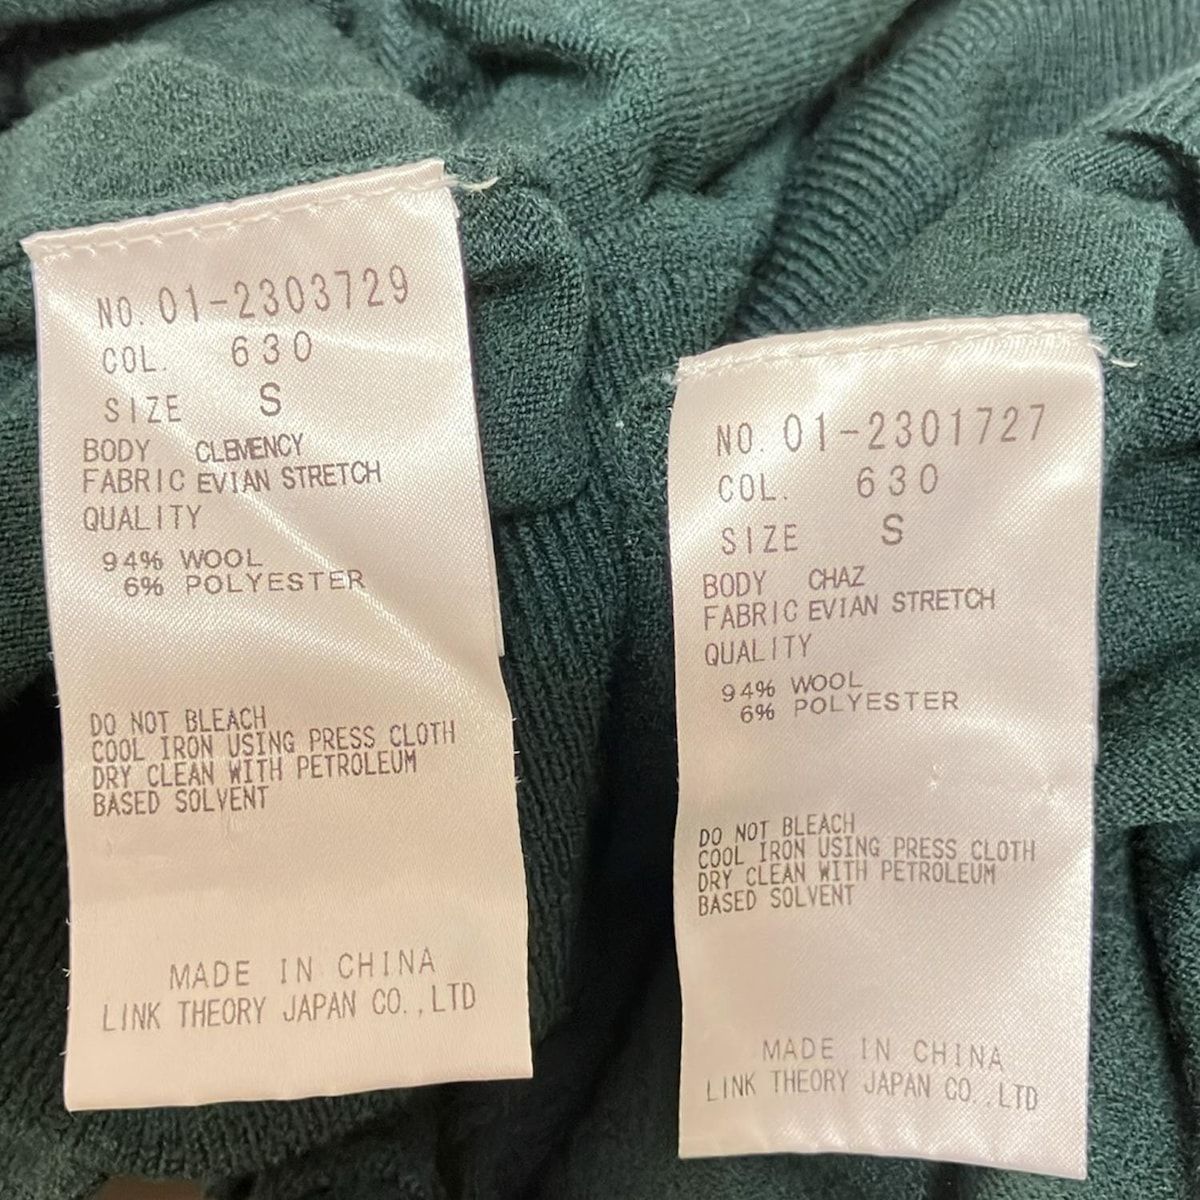 NO. 01-2303729
COL. 630
SIZE S
BODY CLEMENCY
FABRIC EVIAN STRETCH
QUALITY
94% WOOL
6% POLYESTER
DO NOT BLEACH
COOL IRON USING PRESS CLOTH
DRY CLEAN WITH PETROLEUM
BASED SOLVENT
MADE IN CHINA
LINK THEORY JAPAN CO.,LTD
NO. 01-2301727
COL. 630
SIZE S
BODY CHAZ
FABRIC EVIAN STRETCH
QUALITY
94% WOOL
6% POLYESTER
DO NOT BLEACH
COOL IRON USING PRESS CLOTH
DRY CLEAN WITH PETROLEUM
BASED SOLVENT
MADE IN CHINA
LINK THEORY JAPAN CO.,LTD